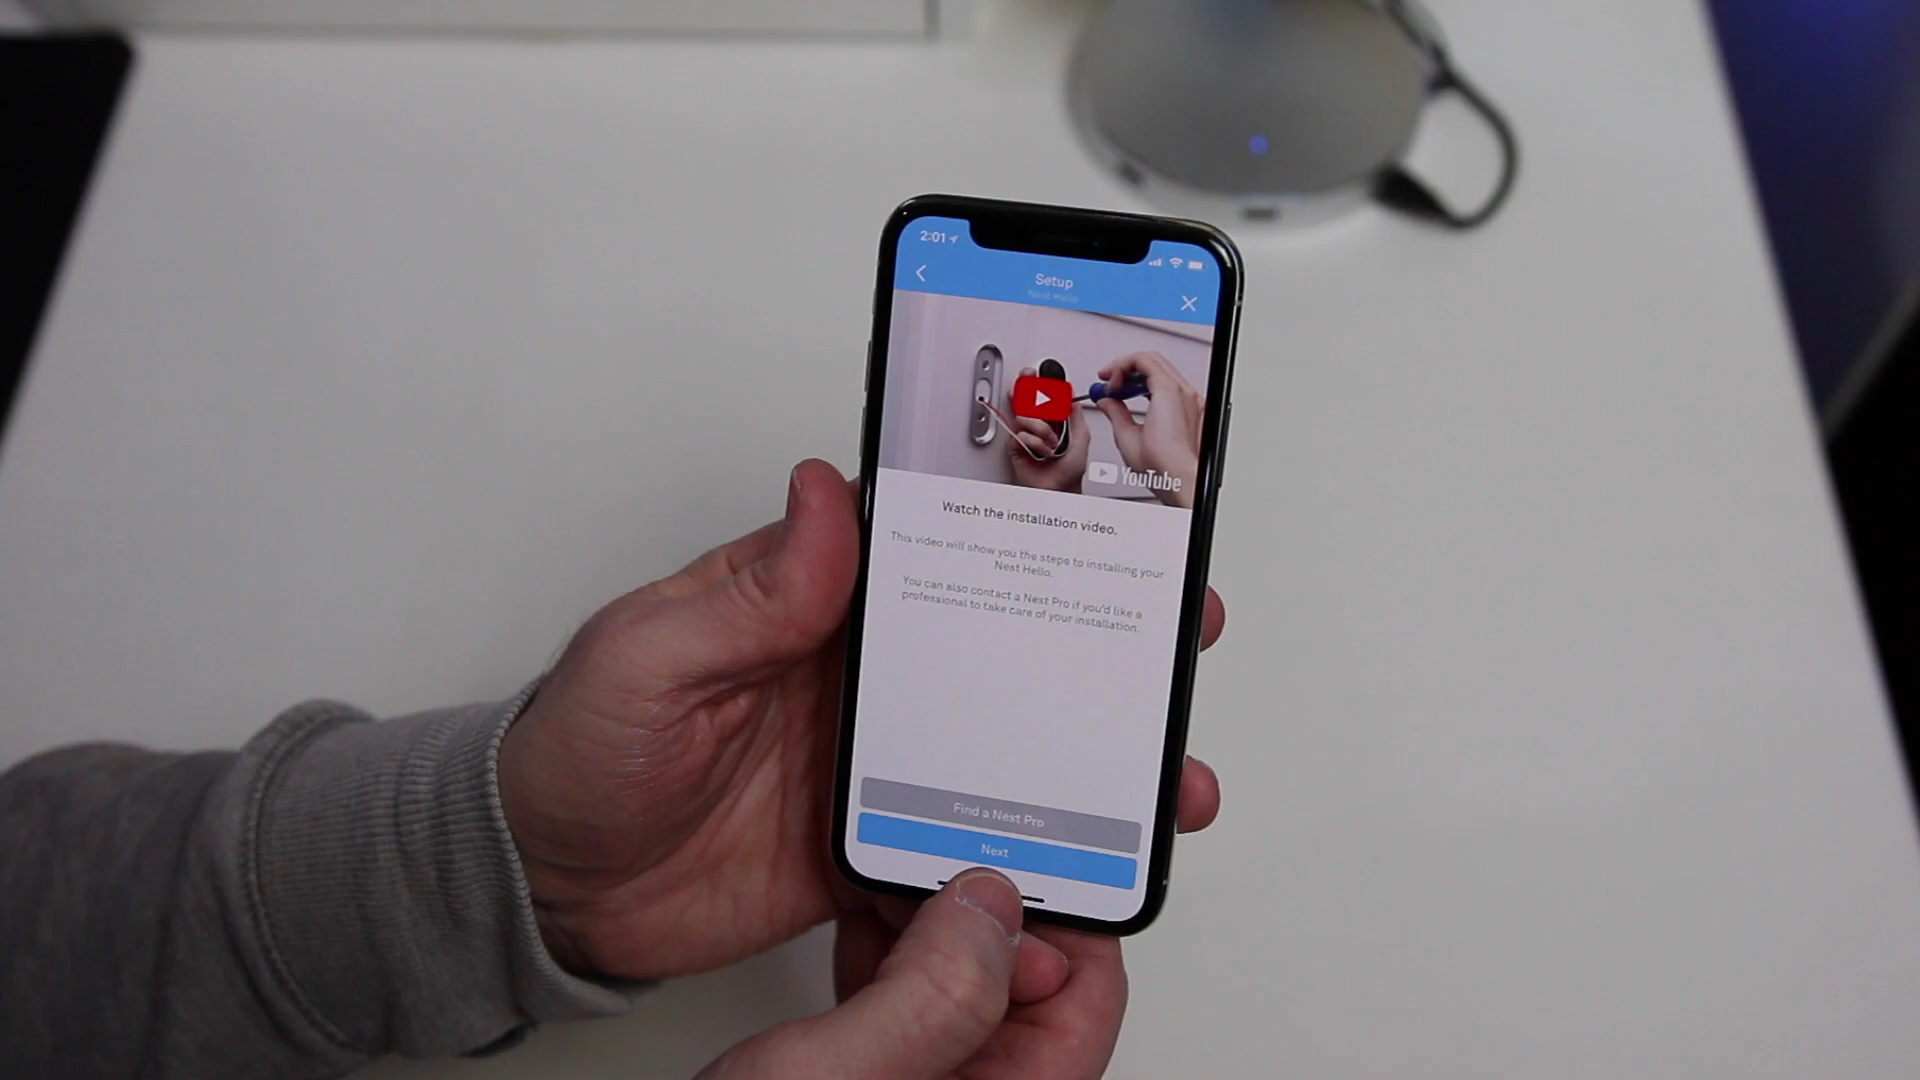 2:01
Setup
Nest Hello
YouTube
Watch the installation video.
This video will show you the steps to installing your
Nest Hello.
You can also contact a Nest Pro if you'd like a
professional to take care of your installation.
Find a Nest Pro
Next